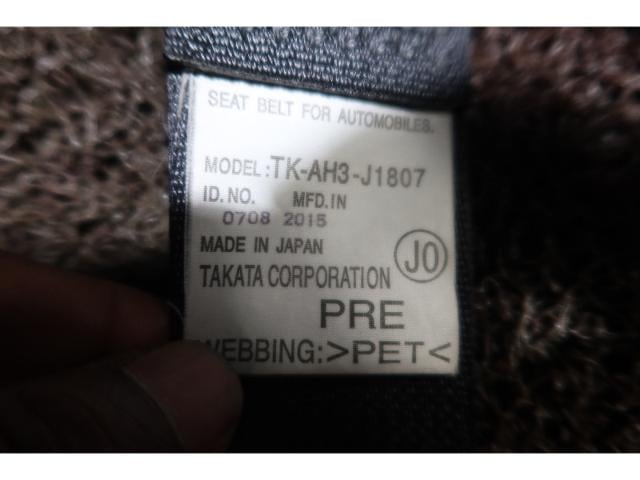 SEAT BELT FOR AUTOMOBILES.
MODEL:TK-AH3-J1807
ID.NO. MFD.IN
0708 2015
MADE IN JAPAN JO
TAKATA CORPORATION
PRE
WEBBING:>PET<